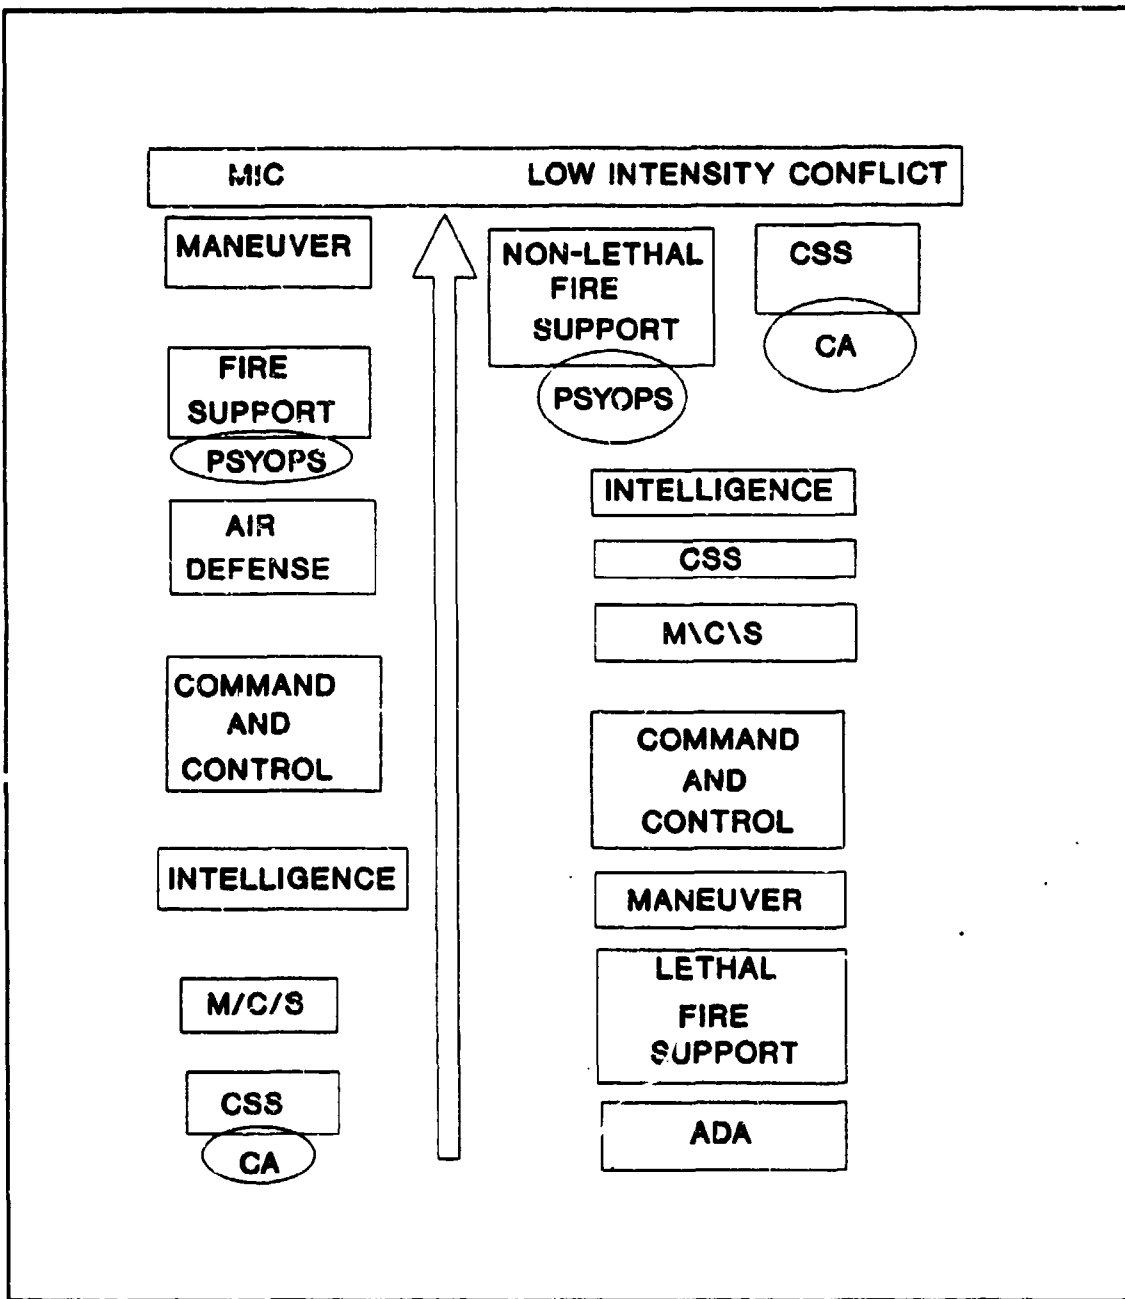 MIC LOW INTENSITY CONFLICT
MANEUVER
FIRE
SUPPORT
PSYOPS
AIR
DEFENSE
COMMAND
AND
CONTROL
INTELLIGENCE
M/C/S
CSS
CA
NON-LETHAL
FIRE
SUPPORT
PSYOPS
CSS
CA
INTELLIGENCE
CSS
M\C\S
COMMAND
AND
CONTROL
MANEUVER
LETHAL
FIRE
SUPPORT
ADA